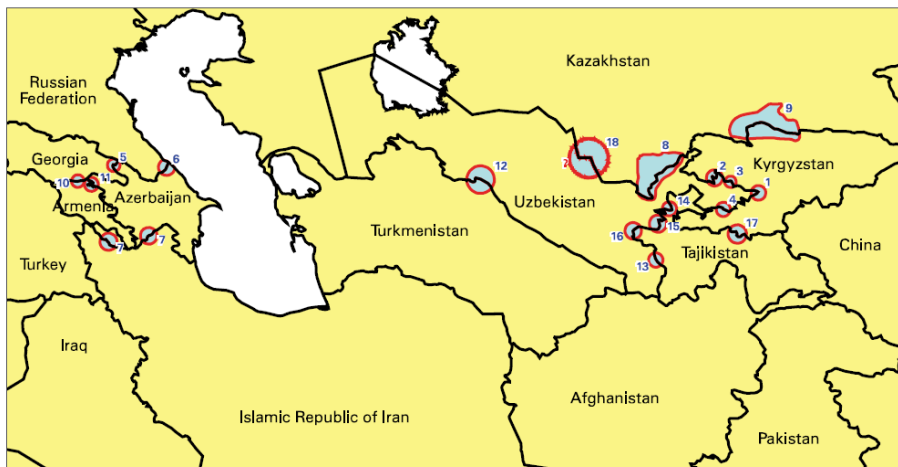 Kazakhstan
Russian
Federation
9
18
8
Georgia
5
6
12
2
3
Kyrgyzstan
10
11
1
Azerbaijan
Armenia
Uzbekistan
14
4
Turkmenistan
16
15
17
7
7
Tajikistan
China
13
Turkey
Iraq
Islamic Republic of Iran
Afghanistan
Pakistan